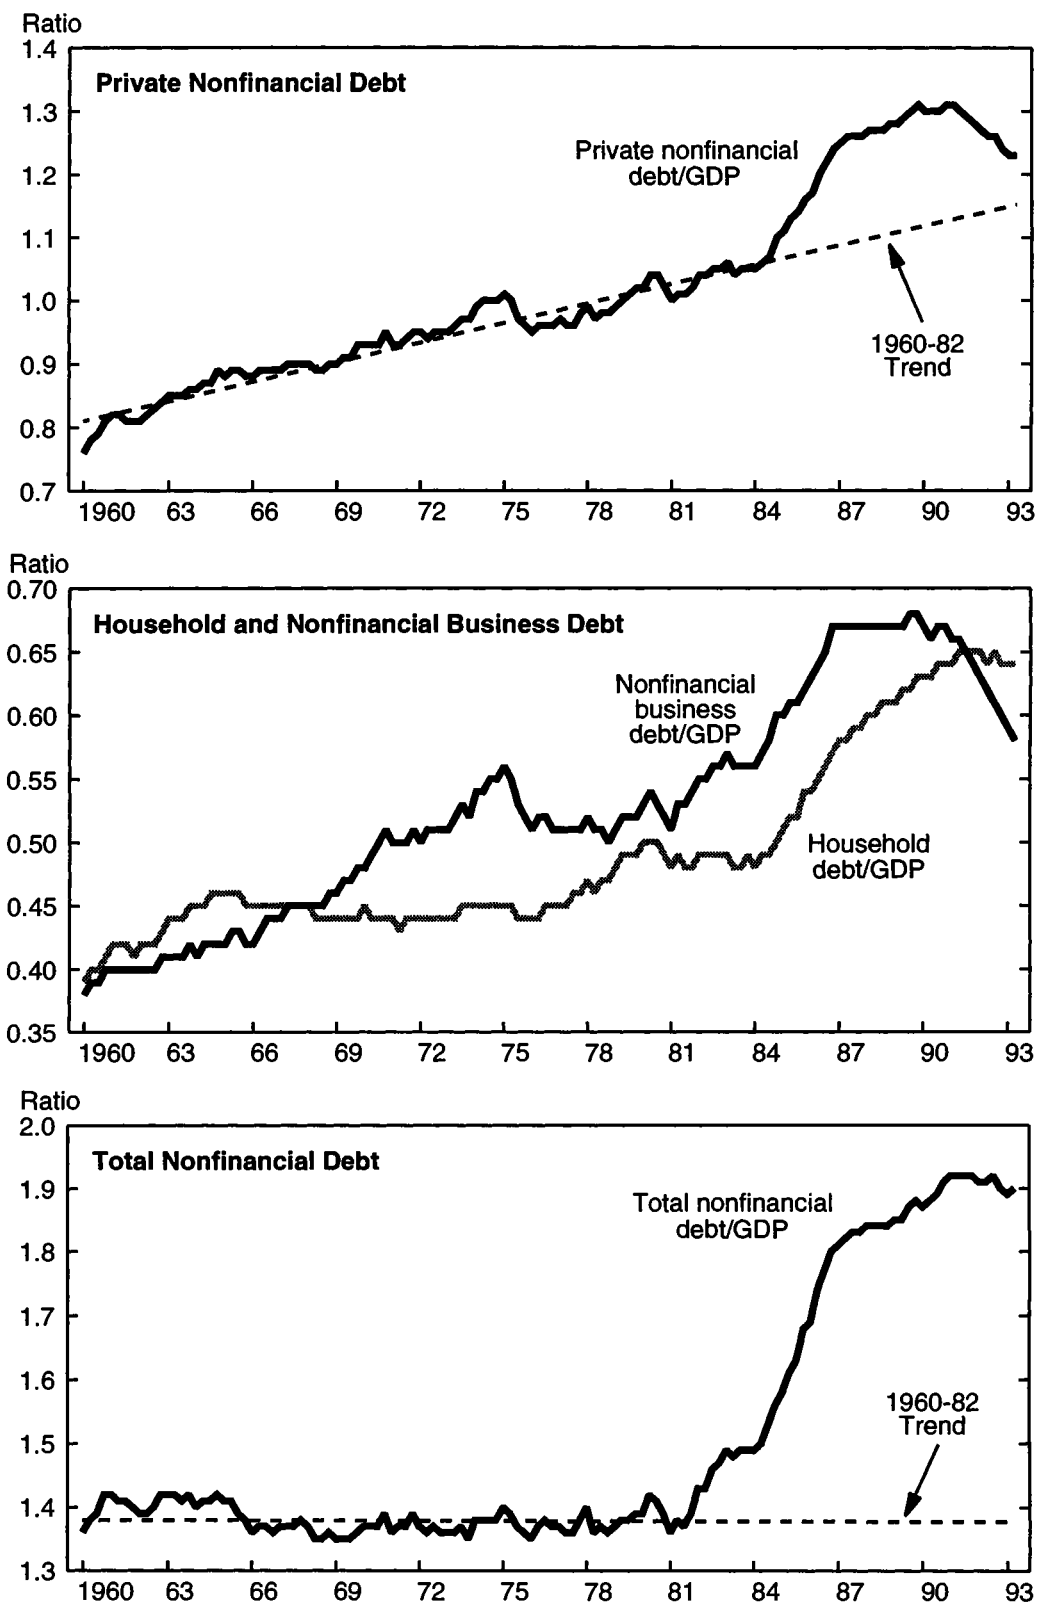 Ratio
1.4
Private Nonfinancial Debt
1.3
Private nonfinancial
debt/GDP
1.2
1.1
1.0
1960-82
Trend
0.9
0.8
0.7
1960 63 66 69 72 75 78 81 84 87 90 93
Ratio
0.70
Household and Nonfinancial Business Debt
0.65
Nonfinancial
business
debt/GDP
0.60
0.55
0.50
Household
debt/GDP
0.45
0.40
0.35
1960 63 66 69 72 75 78 81 84 87 90 93
Ratio
2.0
Total Nonfinancial Debt
1.9
Total nonfinancial
debt/GDP
1.8
1.7
1.6
1960-82
Trend
1.5
1.4
1.3
1960 63 66 69 72 75 78 81 84 87 90 93